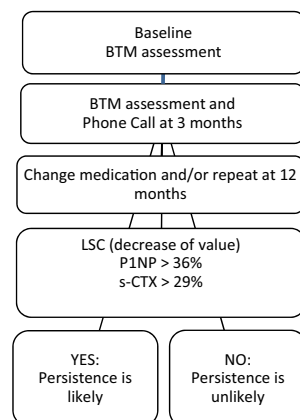 Baseline
BTM assessment
BTM assessment and
Phone Call at 3 months
Change medication and/or repeat at 12
months
LSC (decrease of value)
P1NP > 36%
s-CTX > 29%
YES:
Persistence is
likely
NO:
Persistence is
unlikely